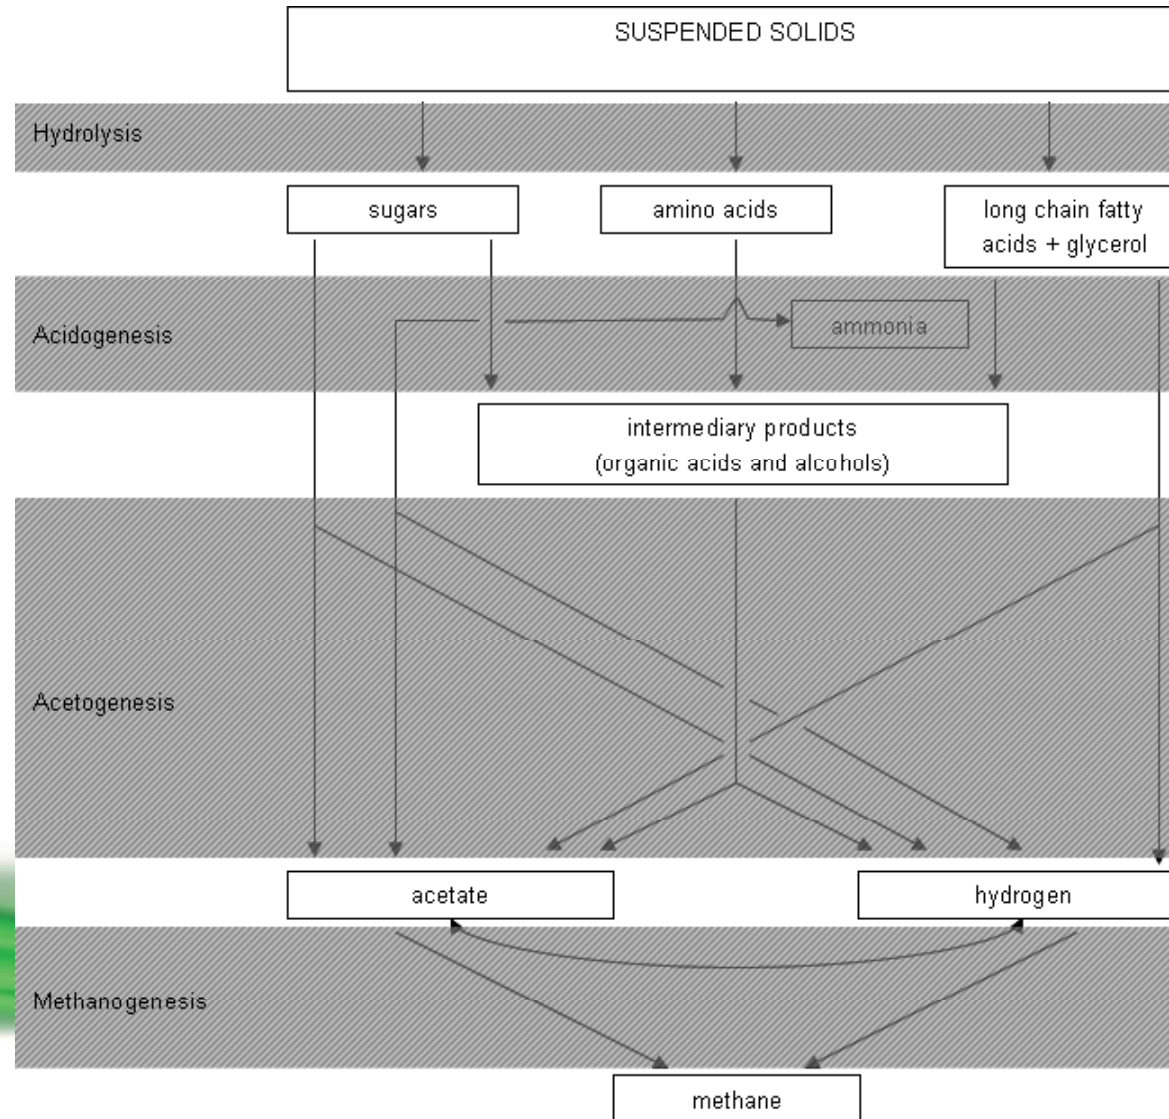 SUSPENDED SOLIDS
Hydrolysis
sugars
amino acids
long chain fatty
acids + glycerol
Acidogenesis
ammonia
intermediary products
(organic acids and alcohols)
Acetogenesis
acetate
hydrogen
Methanogenesis
methane